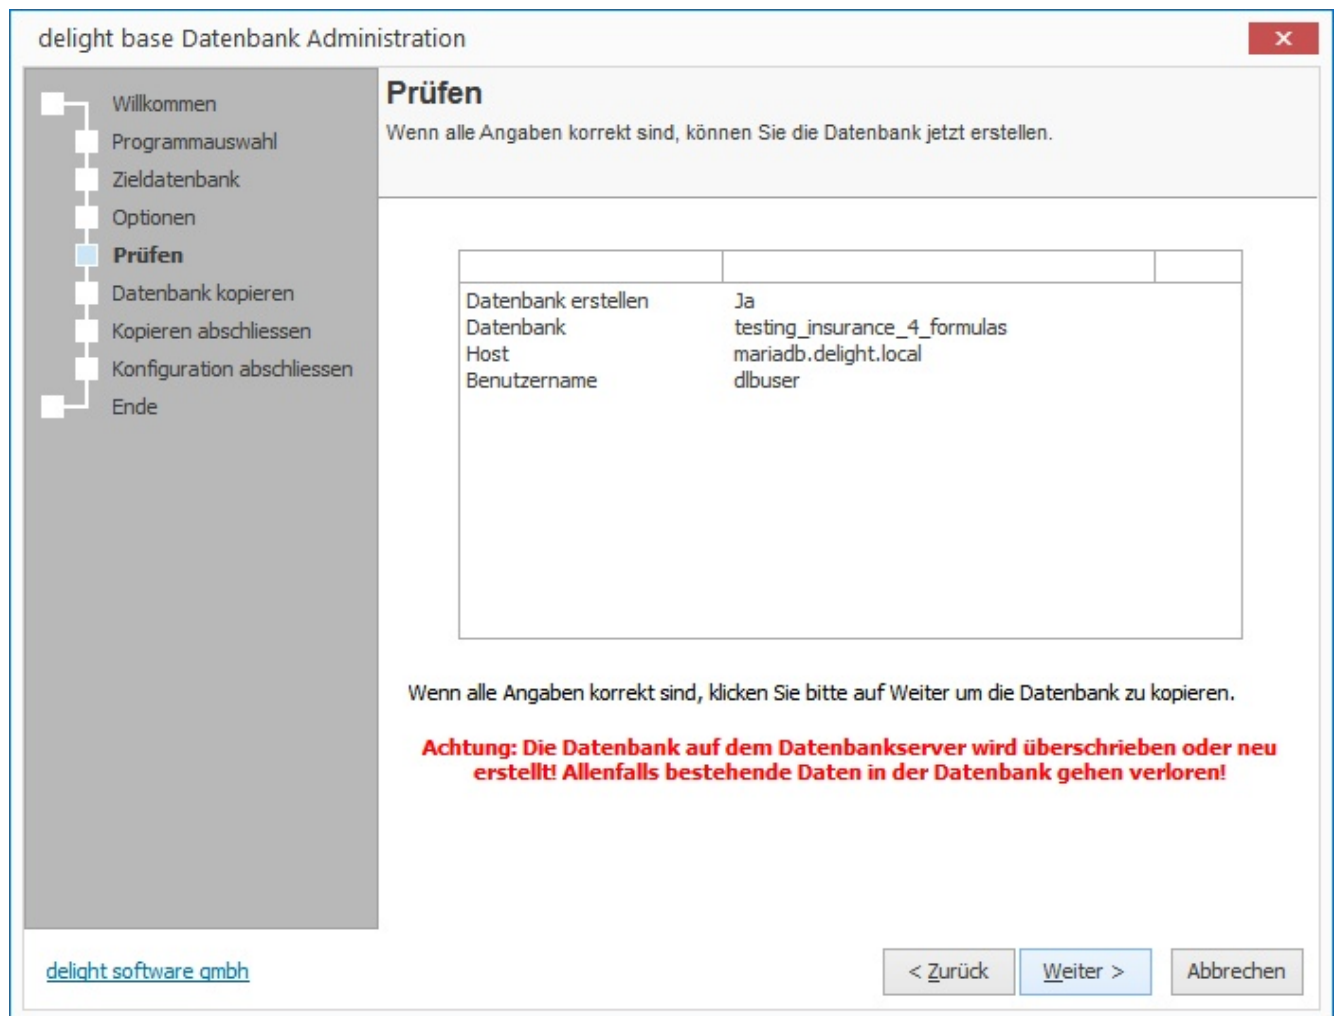 delight base Datenbank Administration
Willkommen
Programmauswahl
Zieldatenbank
Optionen
Prüfen
Datenbank kopieren
Kopieren abschliessen
Konfiguration abschliessen
Ende
Prüfen
Wenn alle Angaben korrekt sind, können Sie die Datenbank jetzt erstellen.
Datenbank erstellen Ja
Datenbank testing_insurance_4_formulas
Host mariadb.delight.local
Benutzername dlbuser
Wenn alle Angaben korrekt sind, klicken Sie bitte auf Weiter um die Datenbank zu kopieren.
Achtung: Die Datenbank auf dem Datenbankserver wird überschrieben oder neu
erstellt! Allenfalls bestehende Daten in der Datenbank gehen verloren!
delight software gmbh
< Zurück Weiter > Abbrechen